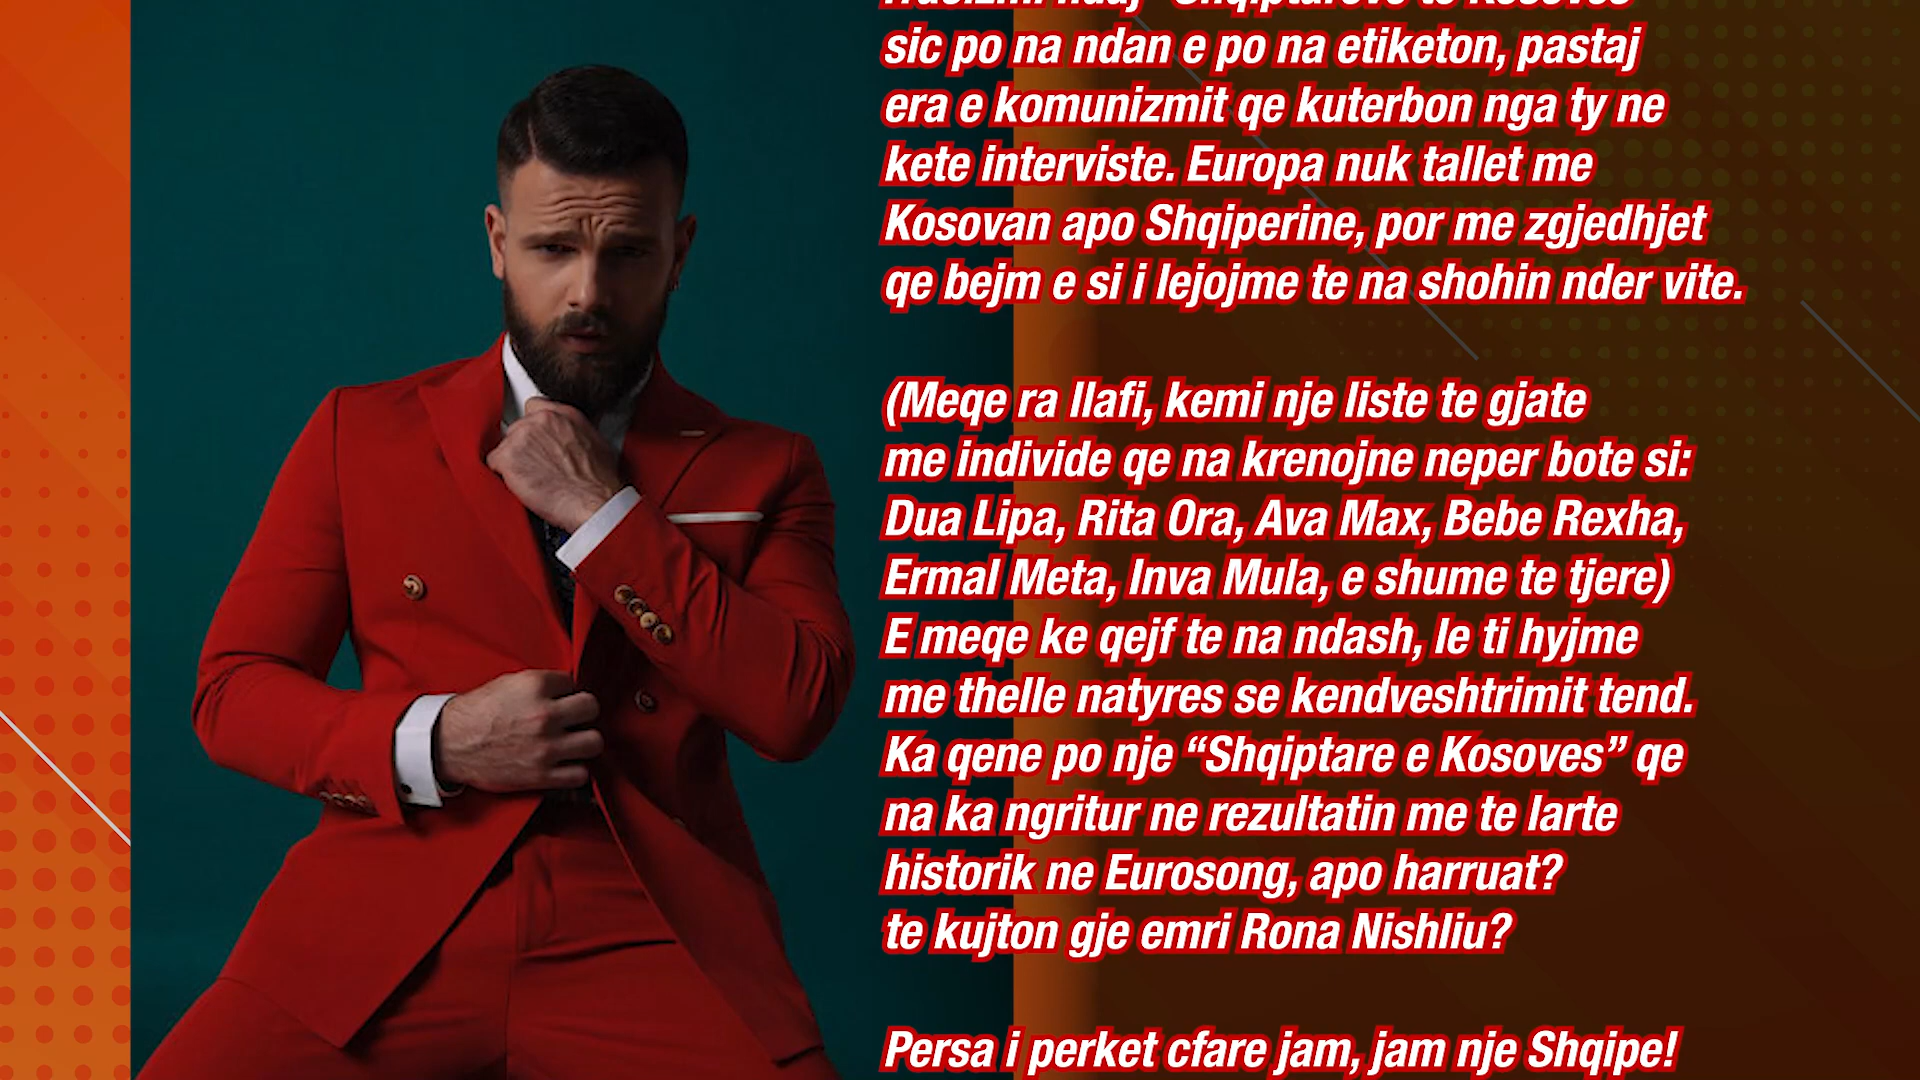 sic po na ndan e po na etiketon, pastaj
era e komunizmit qe kuterbon nga ty ne
kete interviste. Europa nuk tallet me
Kosovan apo Shqiperine, por me zgjedhjet
qe bejm e si i lejojme te na shohin nder vite.
(Meqe ra llafi, kemi nje liste te gjate
me individe qe na krenojne neper bote si:
Dua Lipa, Rita Ora, Ava Max, Bebe Rexha,
Ermal Meta, Inva Mula, e shume te tjere)
E meqe ke qejf te na ndash, le ti hyjme
me thelle natyres se kendveshtrimit tend.
Ka qene po nje “Shqiptare e Kosoves” qe
na ka ngritur ne rezultatin me te larte
historik ne Eurosong, apo harruat?
te kujton gje emri Rona Nishliu?
Persa i perket cfare jam, jam nje Shqipe!